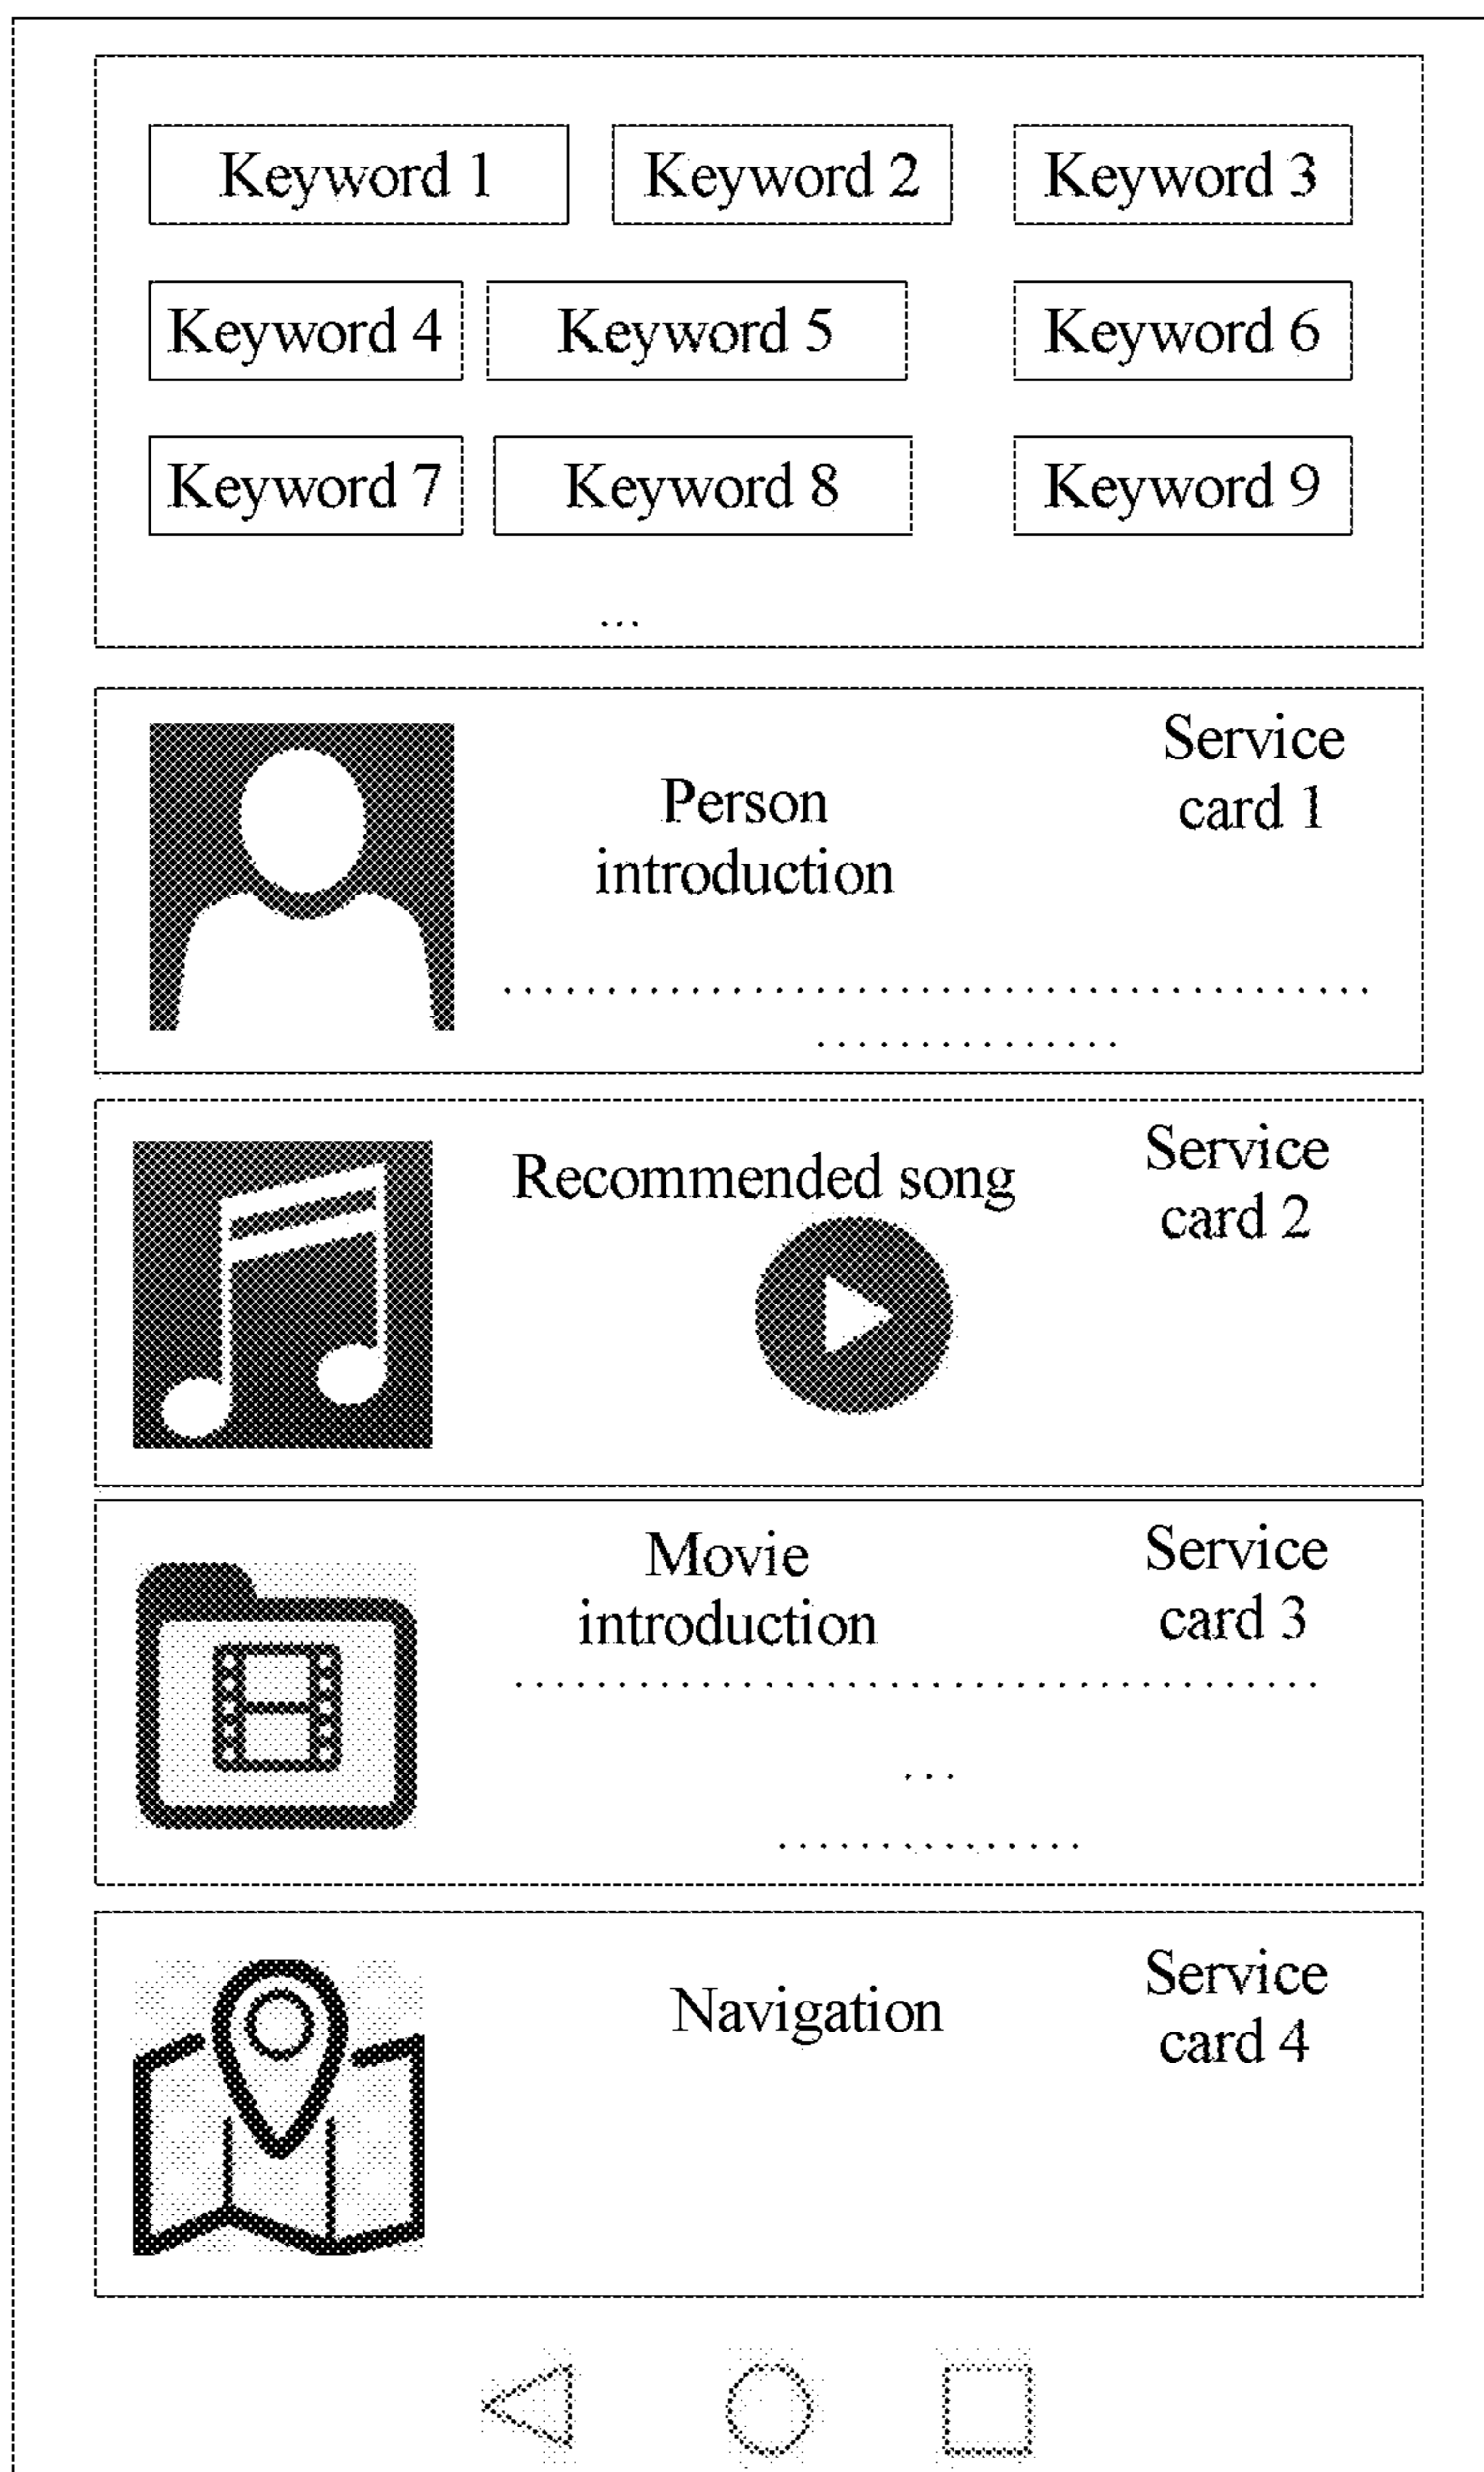 Keyword 1 Keyword 2 Keyword 3
Keyword 4 Keyword 5 Keyword 6
Keyword 7 Keyword 8 Keyword 9
...
Person
introduction
Service
card 1
Recommended song
Service
card 2
Movie
introduction
...
Service
card 3
Navigation
Service
card 4